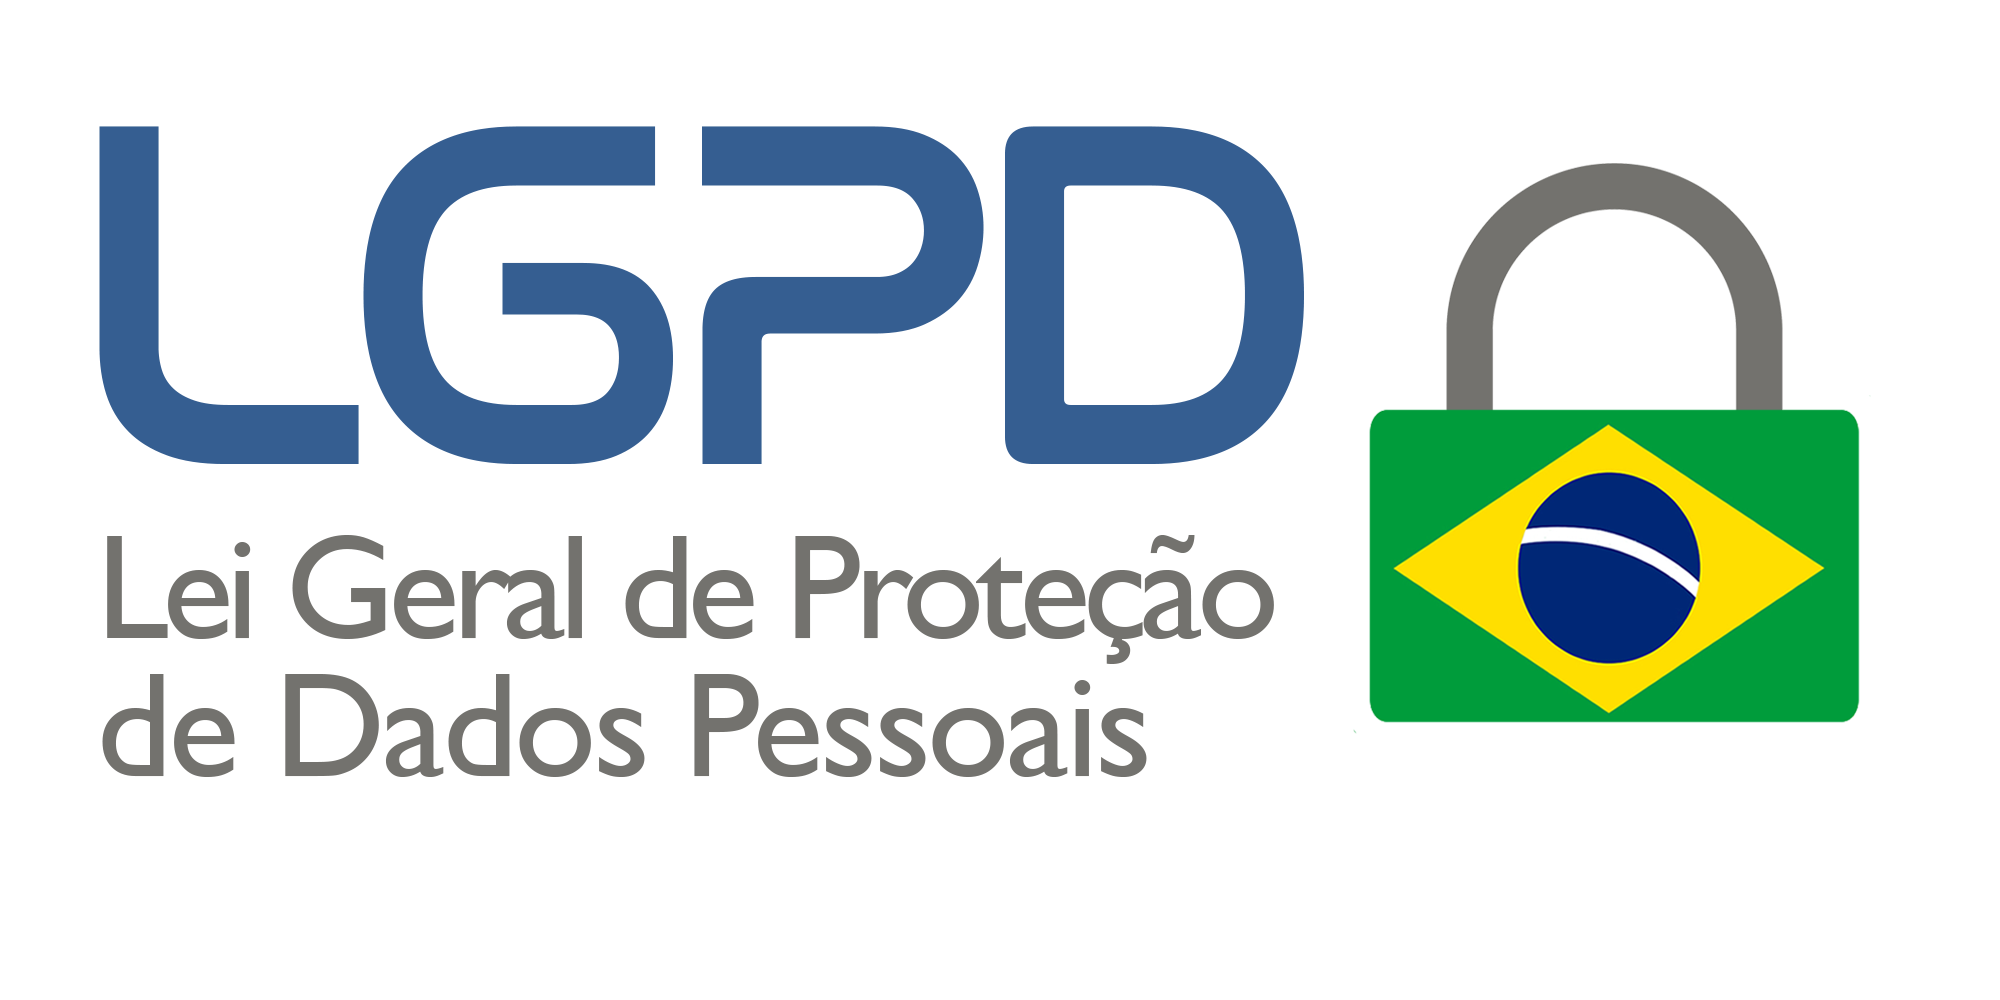 LGPD
Lei Geral de Proteção
de Dados Pessoais